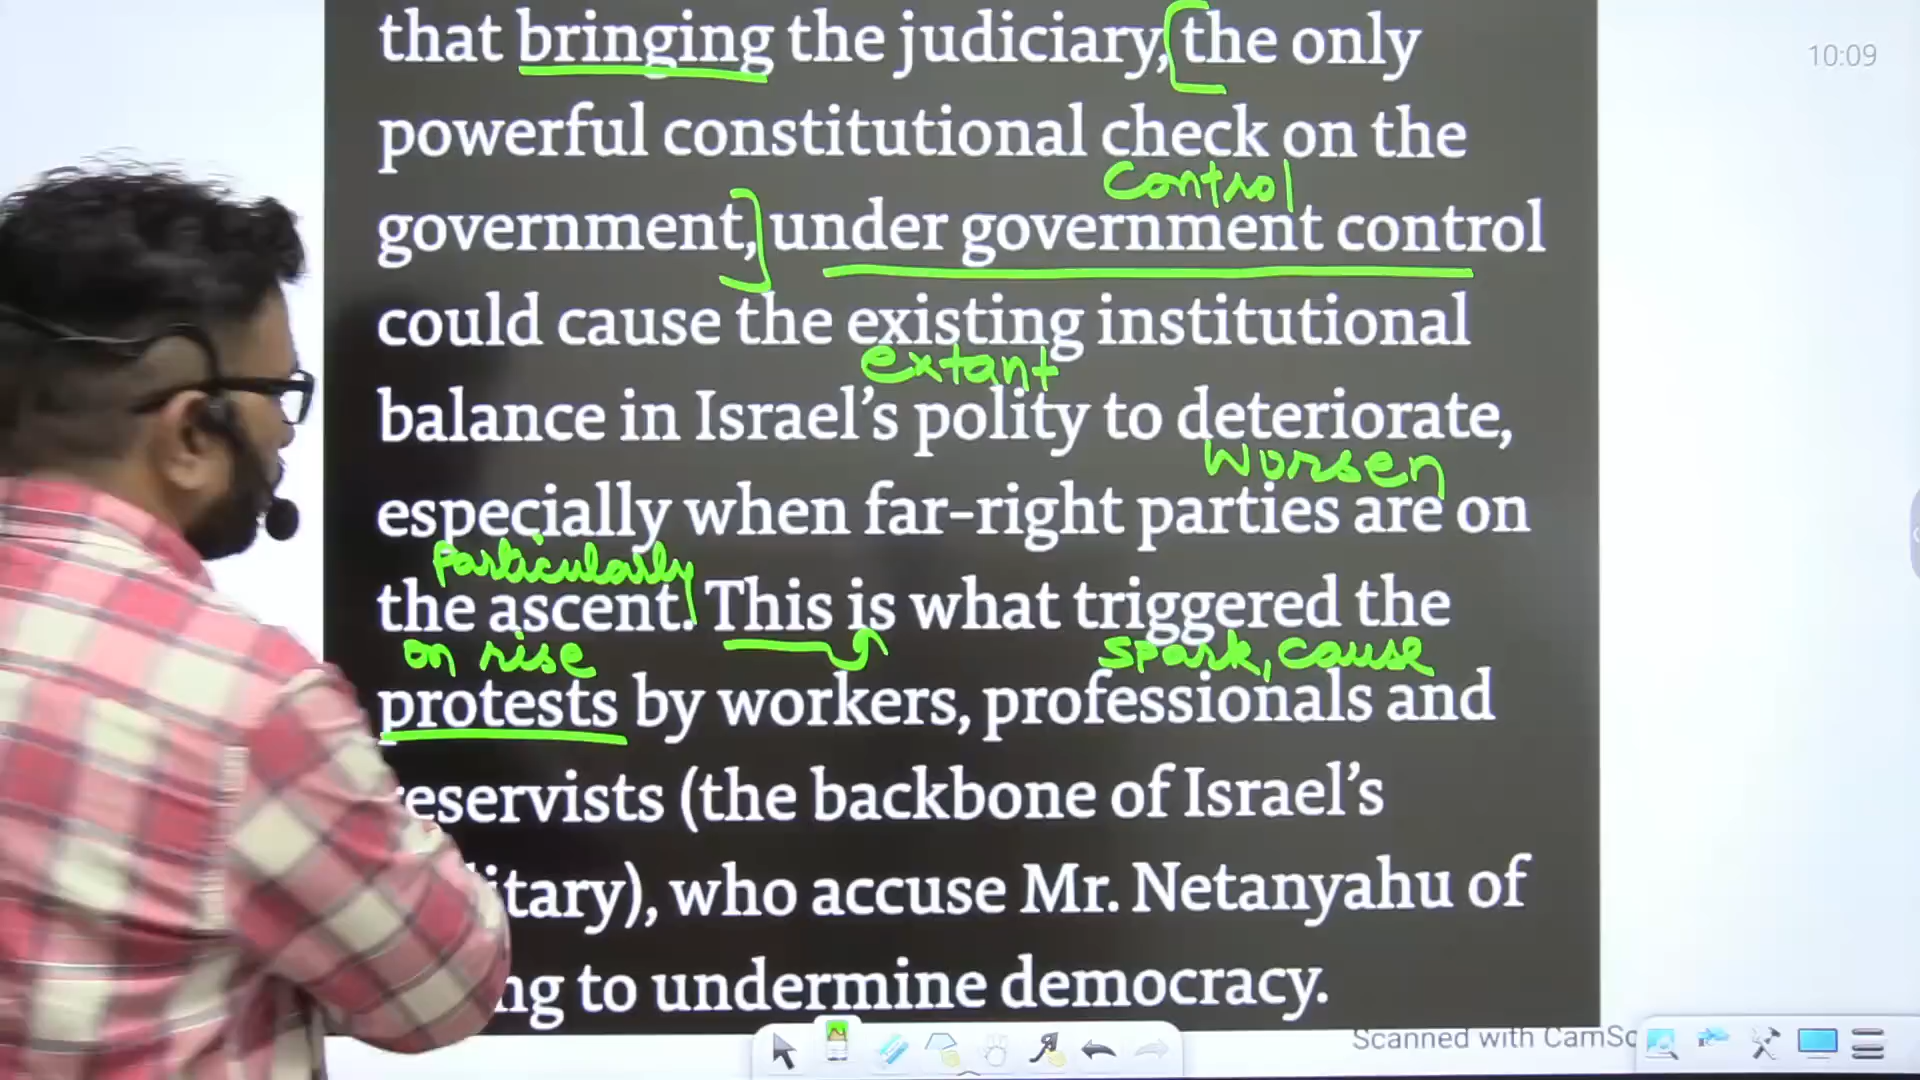 that bringing the judiciary, the only
10:09
powerful constitutional check on the
control
government, under government control
could cause the existing institutional
extant
balance in Israel's polity to deteriorate,
worsen
especially when far-right parties are on
particularly
the ascent. This is what triggered the
on rise spark, cause
protests by workers, professionals and
reservists (the backbone of Israel's
itary), who accuse Mr. Netanyahu of
ng to undermine democracy.
Scanned with CamSc